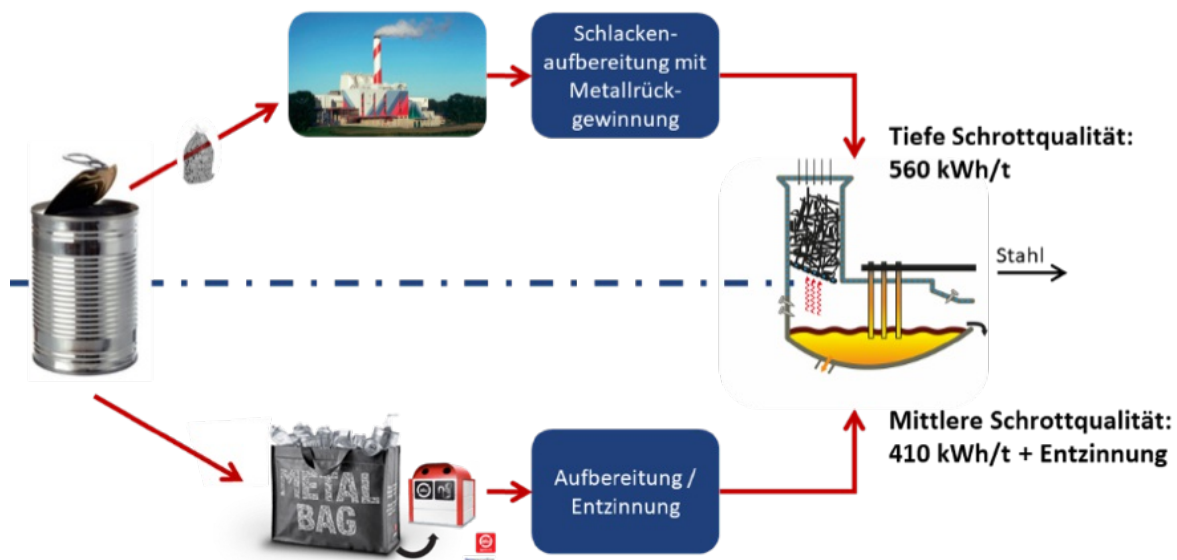 Schlacken-
aufbereitung mit
Metallrück-
gewinnung
Tiefe Schrottqualität:
560 kWh/t
Stahl
METAL
BAG
Aufbereitung /
Entzinnung
Mittlere Schrottqualität:
410 kWh/t + Entzinnung